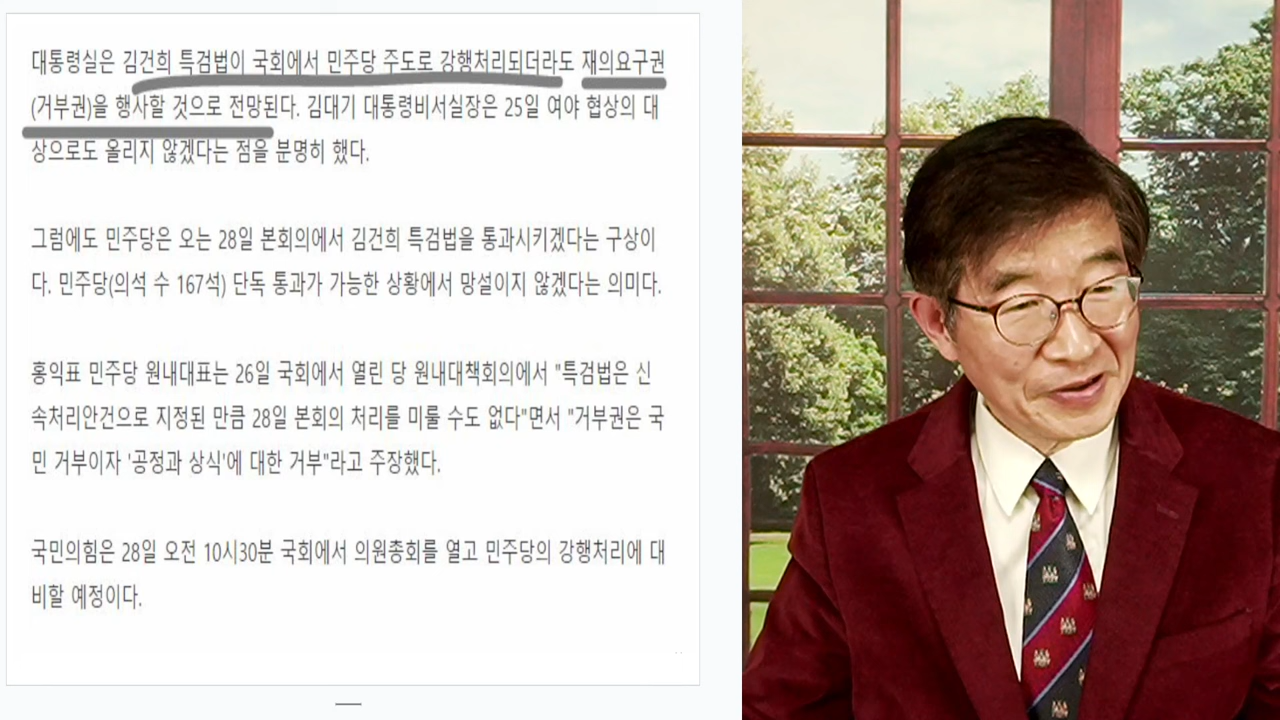 대통령실은 김건희 특검법이 국회에서 민주당 주도로 강행처리되더라도 재의요구권
(거부권)을 행사할 것으로 전망된다. 김대기 대통령비서실장은 25일 여야 협상의 대
상으로도 올리지 않겠다는 점을 분명히 했다.
그럼에도 민주당은 오는 28일 본회의에서 김건희 특검법을 통과시키겠다는 구상이
다. 민주당(의석 수 167석) 단독 통과가 가능한 상황에서 망설이지 않겠다는 의미다.
홍익표 민주당 원내대표는 26일 국회에서 열린 당 원내대책회의에서 "특검법은 신
속처리안건으로 지정된 만큼 28일 본회의 처리를 미룰 수도 없다"면서 "거부권은 국
민 거부이자 '공정과 상식'에 대한 거부"라고 주장했다.
국민의힘은 28일 오전 10시30분 국회에서 의원총회를 열고 민주당의 강행처리에 대
비할 예정이다.